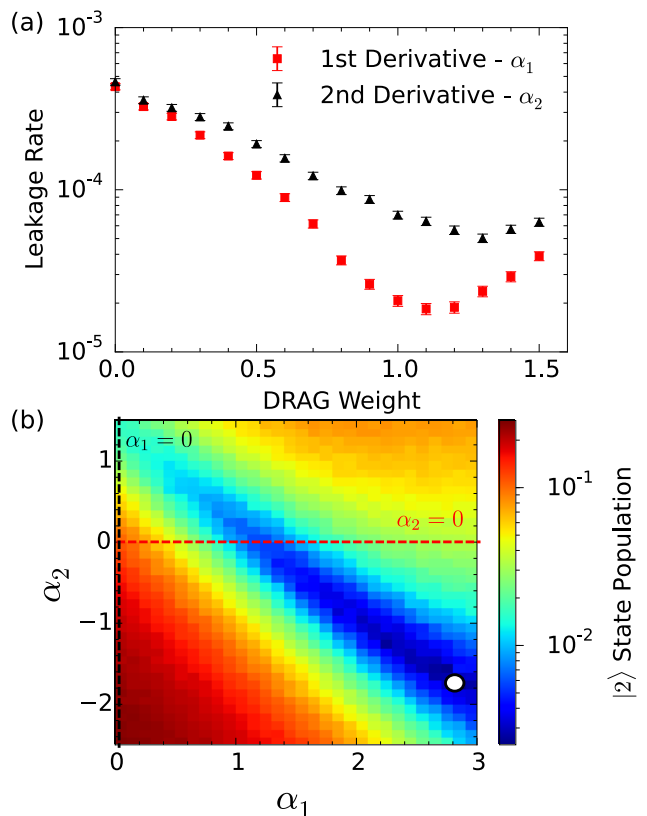 (a)
10⁻³
1st Derivative - α₁
2nd Derivative - α₂
Leakage Rate
10⁻⁴
10⁻⁵
0.0 0.5 1.0 1.5
DRAG Weight
(b)
α₁ = 0
α₂ = 0
α₂
1
0
−1
−2
0 1 2 3
α₁
10⁻¹
10⁻²
|2⟩ State Population